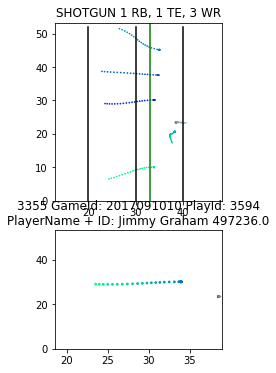 SHOTGUN 1 RB, 1 TE, 3 WR
50
40
30
20
10
0
20 30 40
3355 GameId: 2017091010 PlayId: 3594
PlayerName + ID: Jimmy Graham 497236.0
40
20
0
20 25 30 35